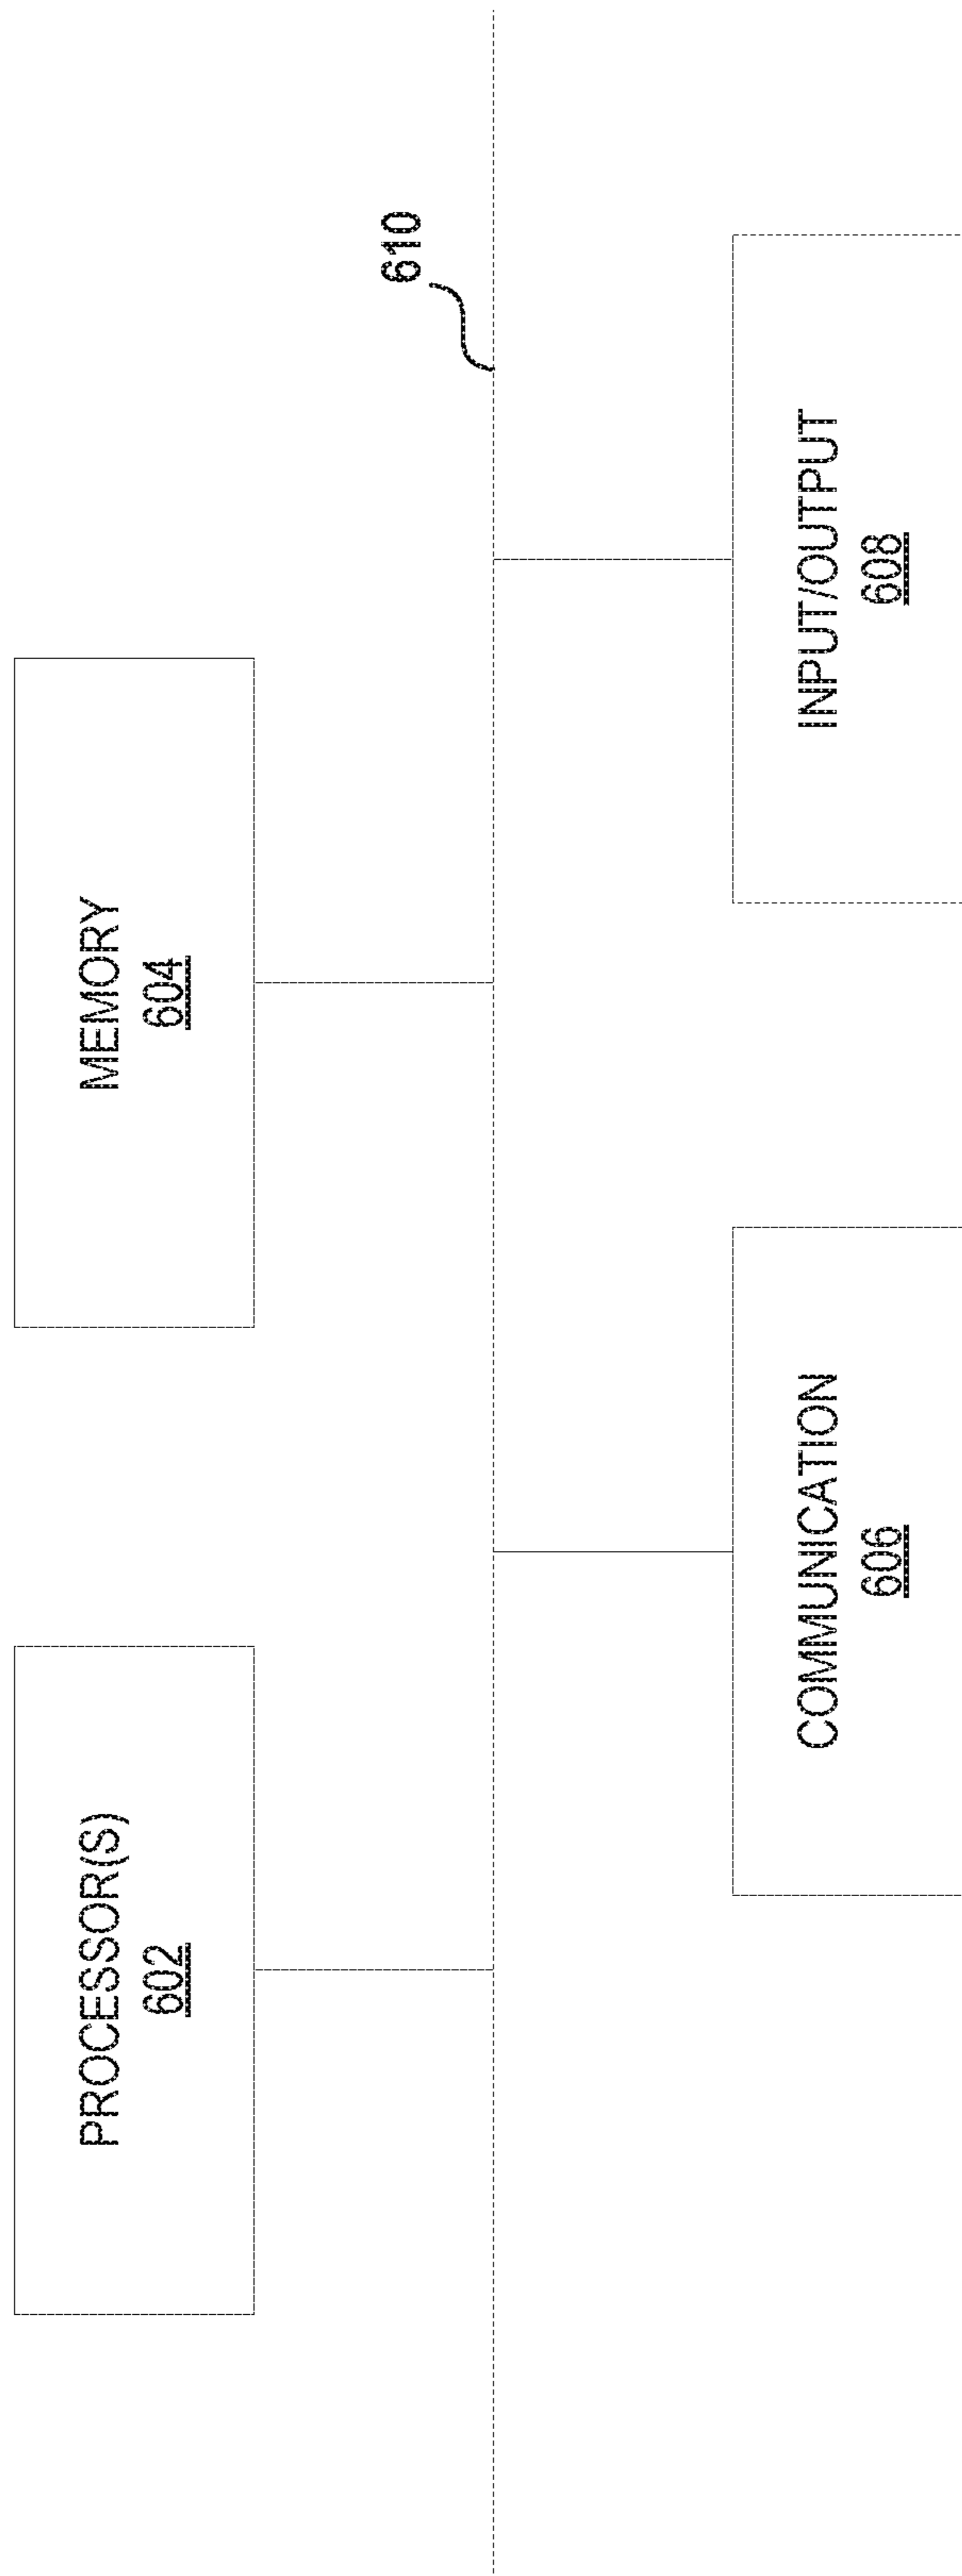 PROCESSOR(S)
602
MEMORY
604
610
COMMUNICATION
606
INPUT/OUTPUT
608